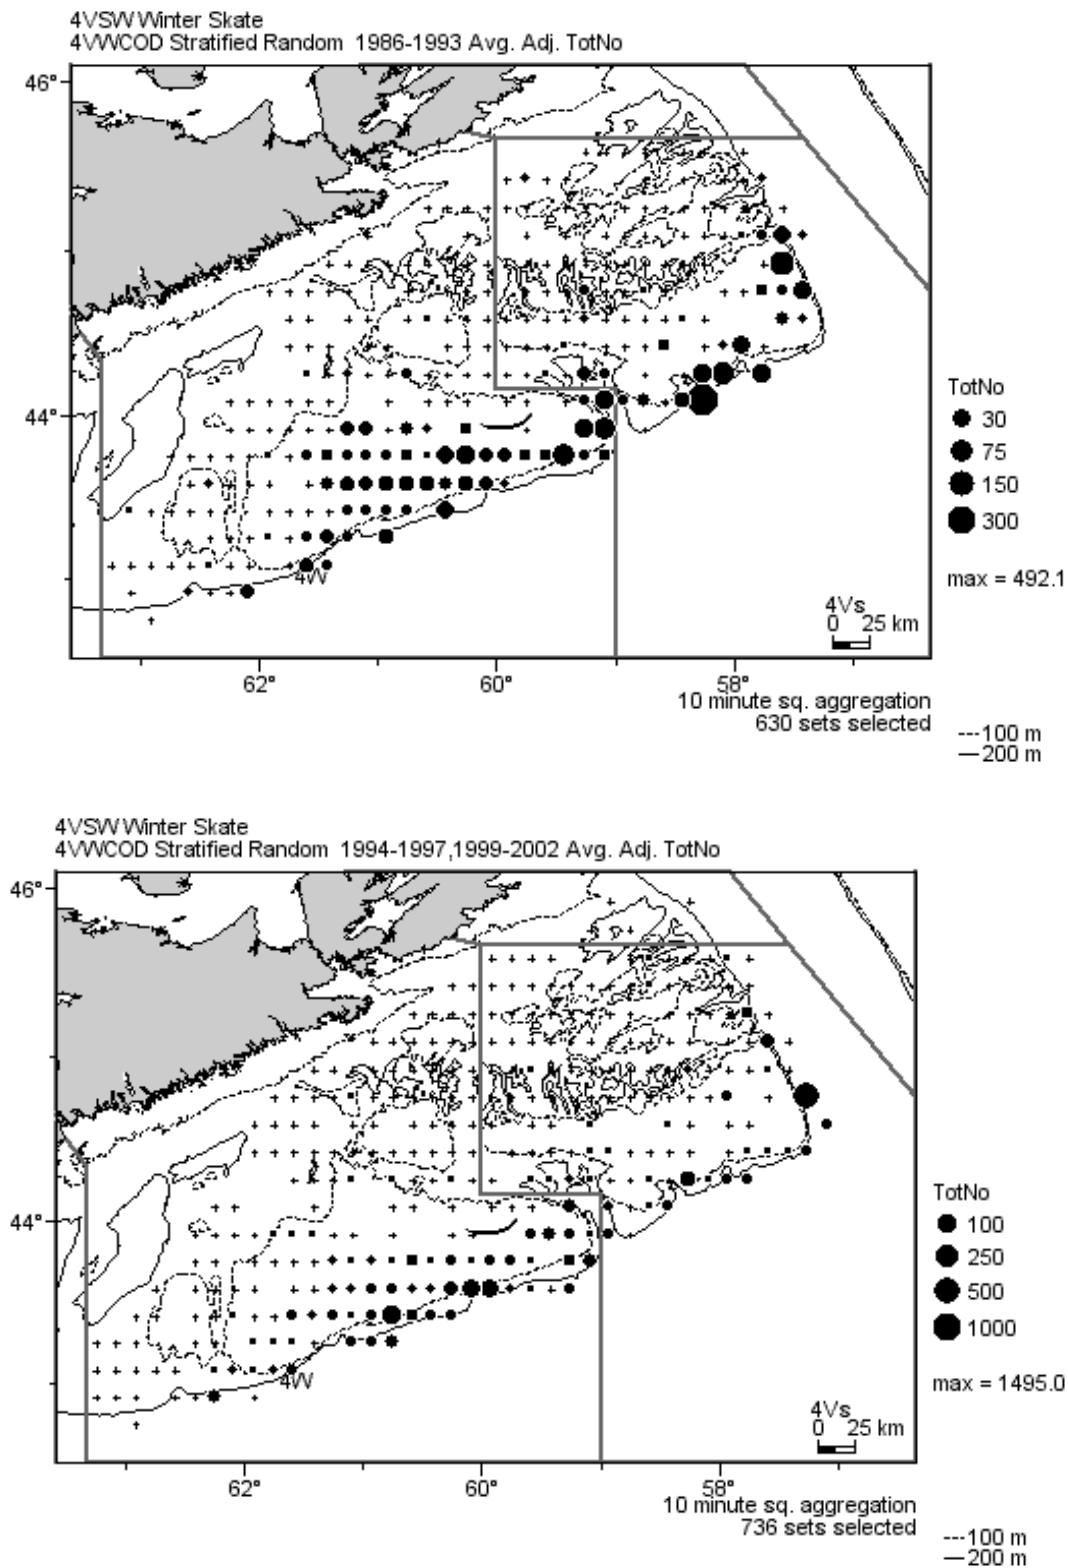 4VSW Winter Skate
4VWCOD Stratified Random 1986-1993 Avg. Adj. TotNo
46°
44°
TotNo
30
75
150
300
max = 492.1
4W
4Vs
0 25 km
62° 60° 58°
10 minute sq. aggregation
630 sets selected
---100 m
—200 m
4VSW Winter Skate
4VWCOD Stratified Random 1994-1997,1999-2002 Avg. Adj. TotNo
46°
44°
TotNo
100
250
500
1000
max = 1495.0
4W
4Vs
0 25 km
62° 60° 58°
10 minute sq. aggregation
736 sets selected
---100 m
—200 m